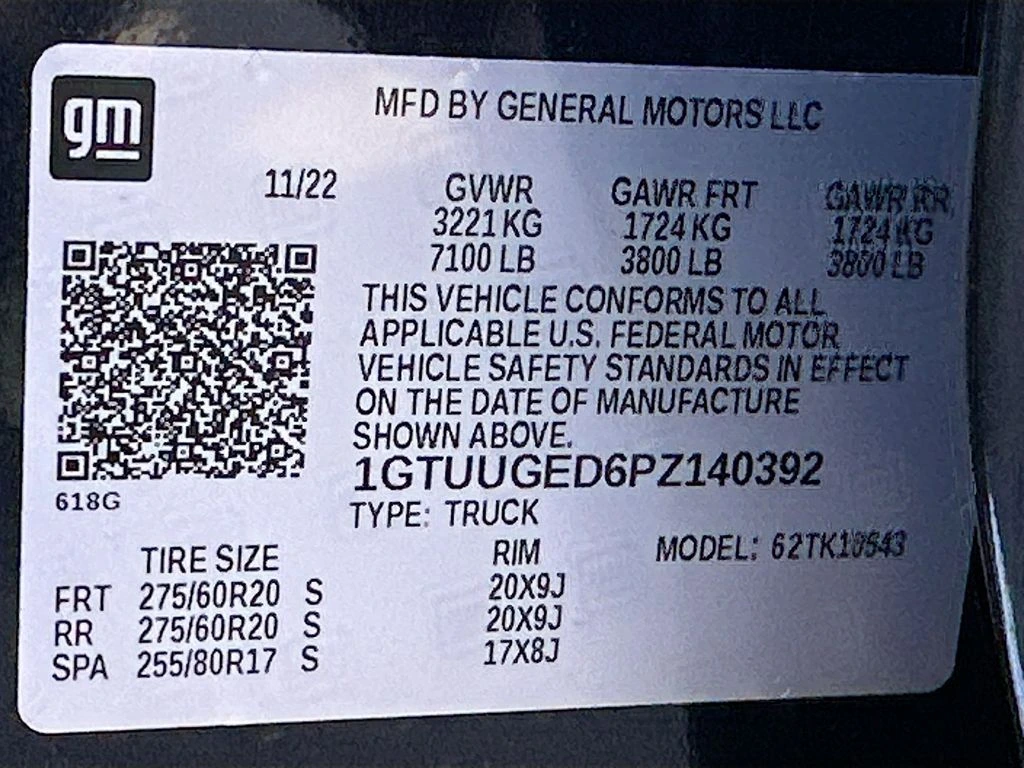 gm
MFD BY GENERAL MOTORS LLC
11/22 GVWR GAWR FRT GAWR RR
3221 KG 1724 KG 1724 KG
7100 LB 3800 LB 3800 LB
THIS VEHICLE CONFORMS TO ALL
APPLICABLE U.S. FEDERAL MOTOR
VEHICLE SAFETY STANDARDS IN EFFECT
ON THE DATE OF MANUFACTURE
SHOWN ABOVE.
1GTUUGED6PZ140392
618G
TYPE: TRUCK
TIRE SIZE RIM MODEL: 62TK10543
FRT 275/60R20 S 20X9J
RR 275/60R20 S 20X9J
SPA 255/80R17 S 17X8J